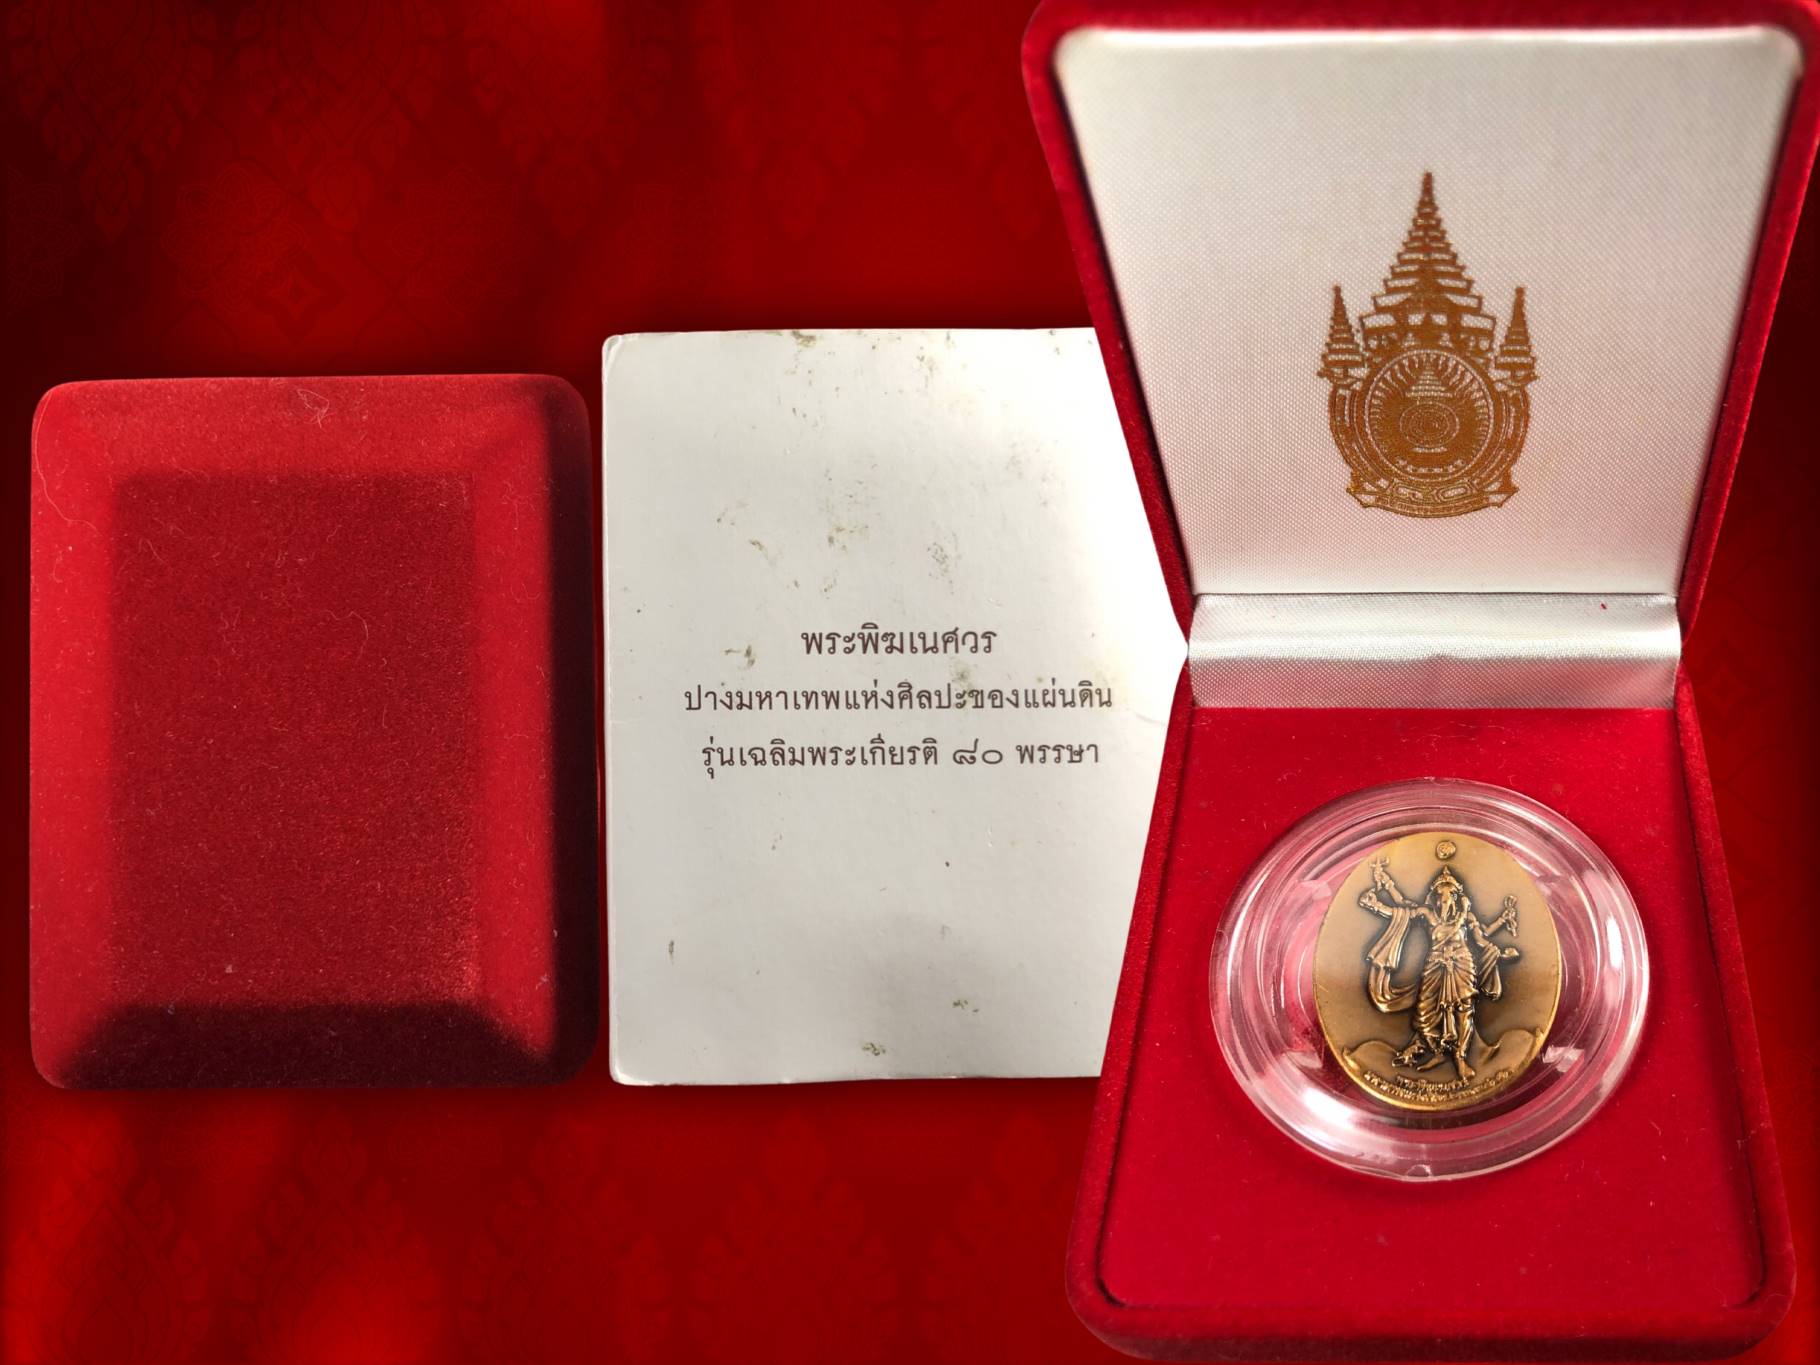 พระพิฆเนศวร
ปางมหาเทพแห่งศิลปะของแผ่นดิน
รุ่นเฉลิมพระเกียรติ ๘๐ พรรษา